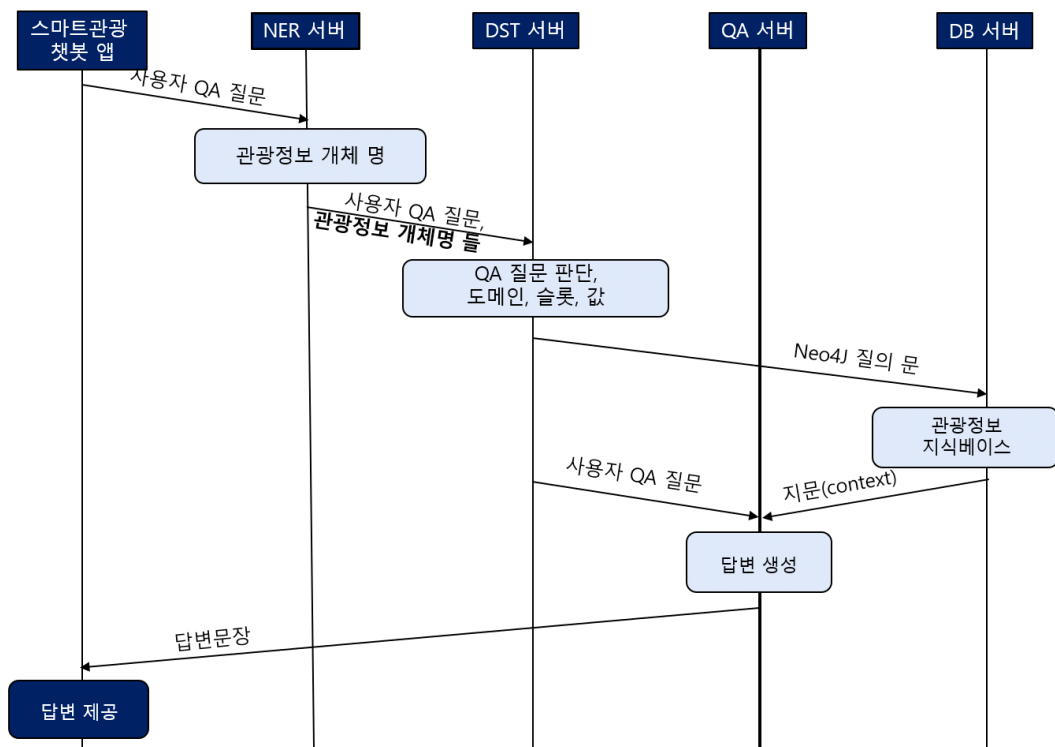 스마트관광
챗봇 앱
NER 서버
DST 서버
QA 서버
DB 서버
사용자 QA 질문
관광정보 개체 명
사용자 QA 질문,
관광정보 개체명 들
QA 질문 판단,
도메인, 슬롯, 값
Neo4J 질의 문
관광정보
지식베이스
사용자 QA 질문
지문(context)
답변 생성
답변문장
답변 제공